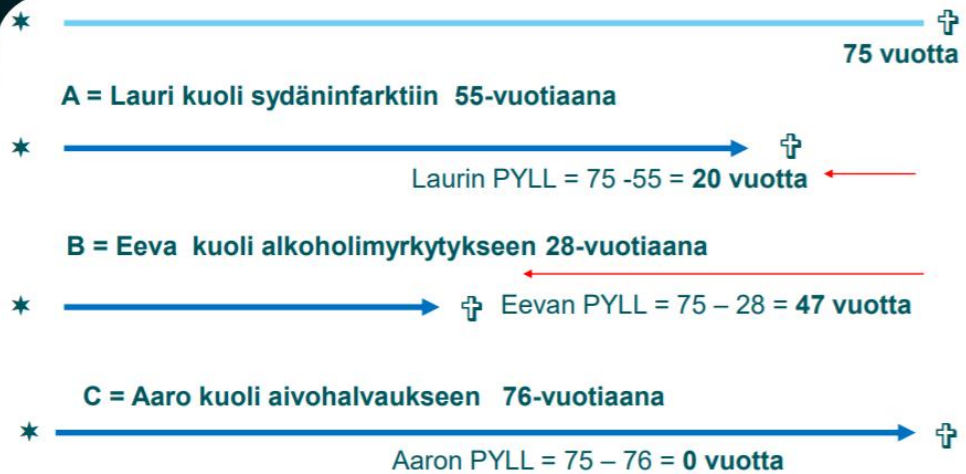 75 vuotta
A = Lauri kuoli sydäninfarktiin 55-vuotiaana
Laurin PYLL = 75 -55 = 20 vuotta
B = Eeva kuoli alkoholimyrkytykseen 28-vuotiaana
Eevan PYLL = 75 – 28 = 47 vuotta
C = Aaro kuoli aivohalvaukseen 76-vuotiaana
Aaron PYLL = 75 – 76 = 0 vuotta